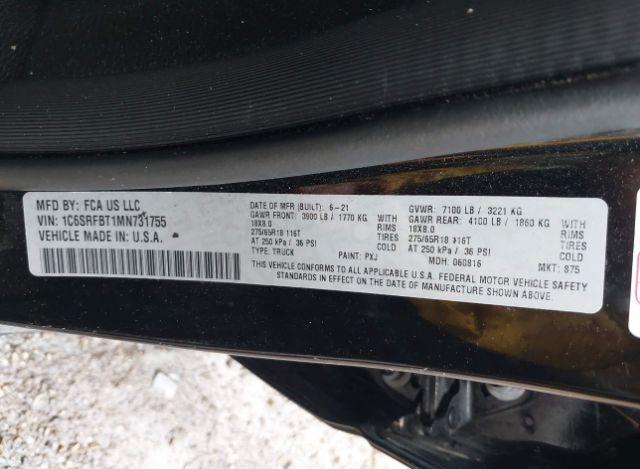 MFD BY: FCA US LLC
VIN: 1C6SRFBT1MN731755
VEHICLE MADE IN U.S.A.
DATE OF MFR (BUILT): 6-21
GAWR FRONT: 3900 LB / 1770 KG WITH
18X8.0 RIMS
275/65R18 116T TIRES
AT 250 kPa / 36 PSI COLD
TYPE: TRUCK PAINT: PXJ
GVWR: 7100 LB / 3221 KG
GAWR REAR: 4100 LB / 1860 KG WITH
18X8.0 RIMS
275/65R18 116T TIRES
AT 250 kPa / 36 PSI COLD
MDH: 060816 MKT: 975
THIS VEHICLE CONFORMS TO ALL APPLICABLE U.S.A. FEDERAL MOTOR VEHICLE SAFETY
STANDARDS IN EFFECT ON THE DATE OF MANUFACTURE SHOWN ABOVE.